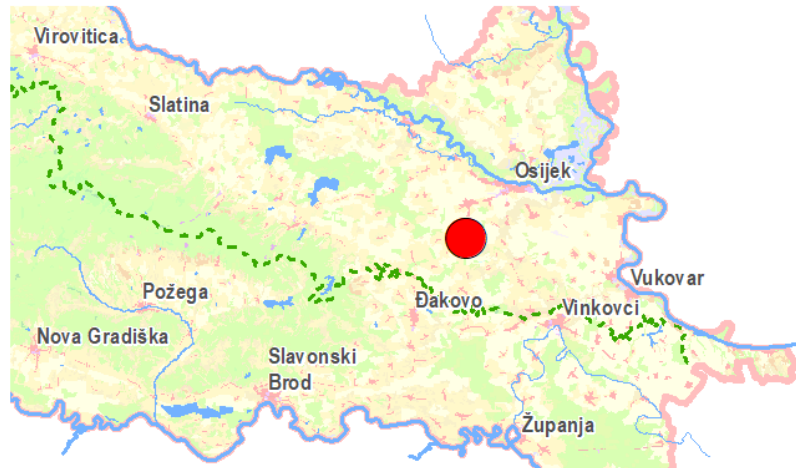 Virovitica
Slatina
Osijek
Vukovar
Požega
Đakovo
Vinkovci
Nova Gradiška
Slavonski
Brod
Županja